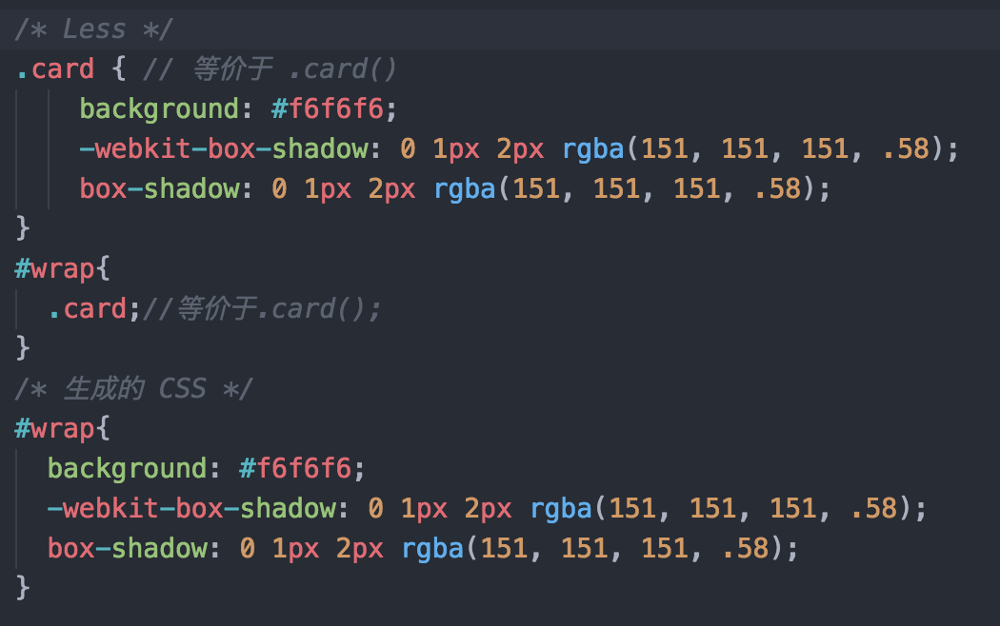 /* Less */
.card { // 等价于 .card()
background: #f6f6f6;
-webkit-box-shadow: 0 1px 2px rgba(151, 151, 151, .58);
box-shadow: 0 1px 2px rgba(151, 151, 151, .58);
}
#wrap{
.card;//等价于.card();
}
/* 生成的 CSS */
#wrap{
background: #f6f6f6;
-webkit-box-shadow: 0 1px 2px rgba(151, 151, 151, .58);
box-shadow: 0 1px 2px rgba(151, 151, 151, .58);
}